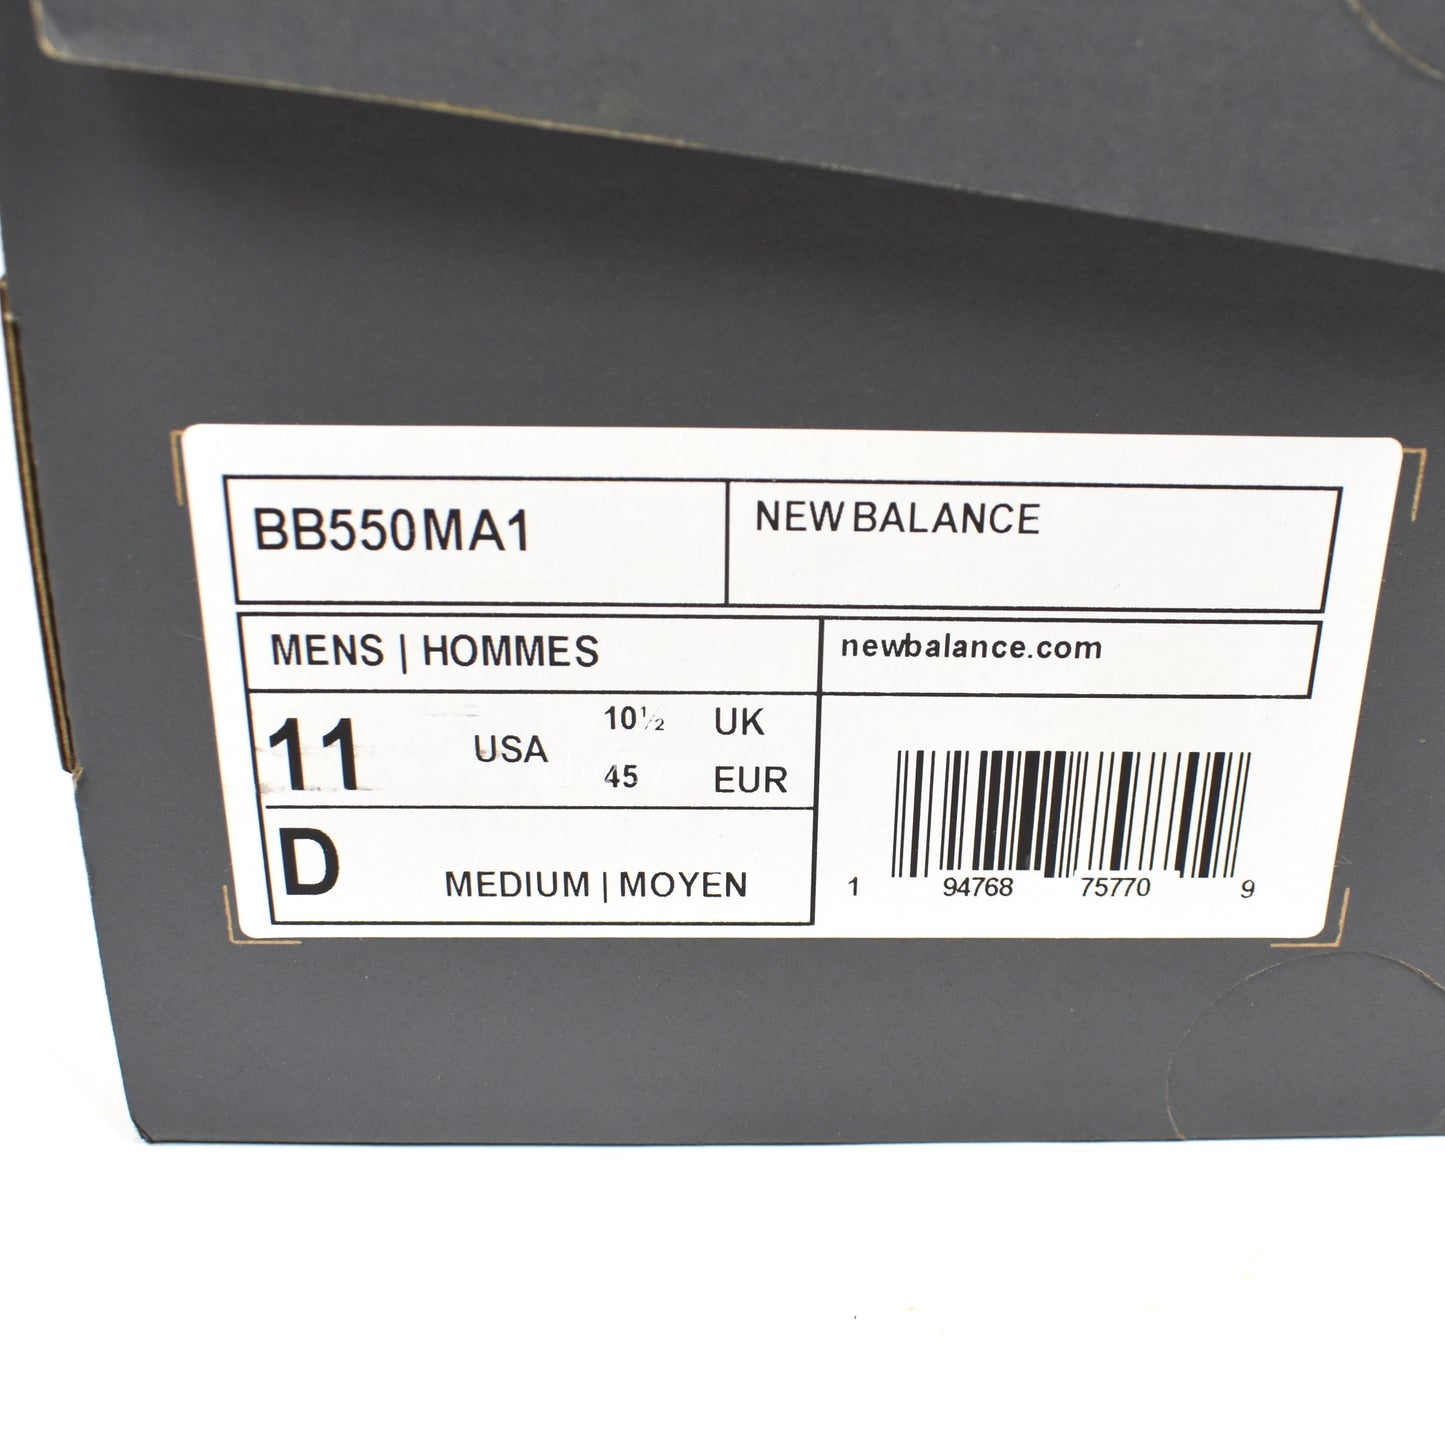 BB550MA1
NEW BALANCE
MENS | HOMMES
newbalance.com
11 USA 10½ UK
45 EUR
D MEDIUM | MOYEN
1 94768 75770 9